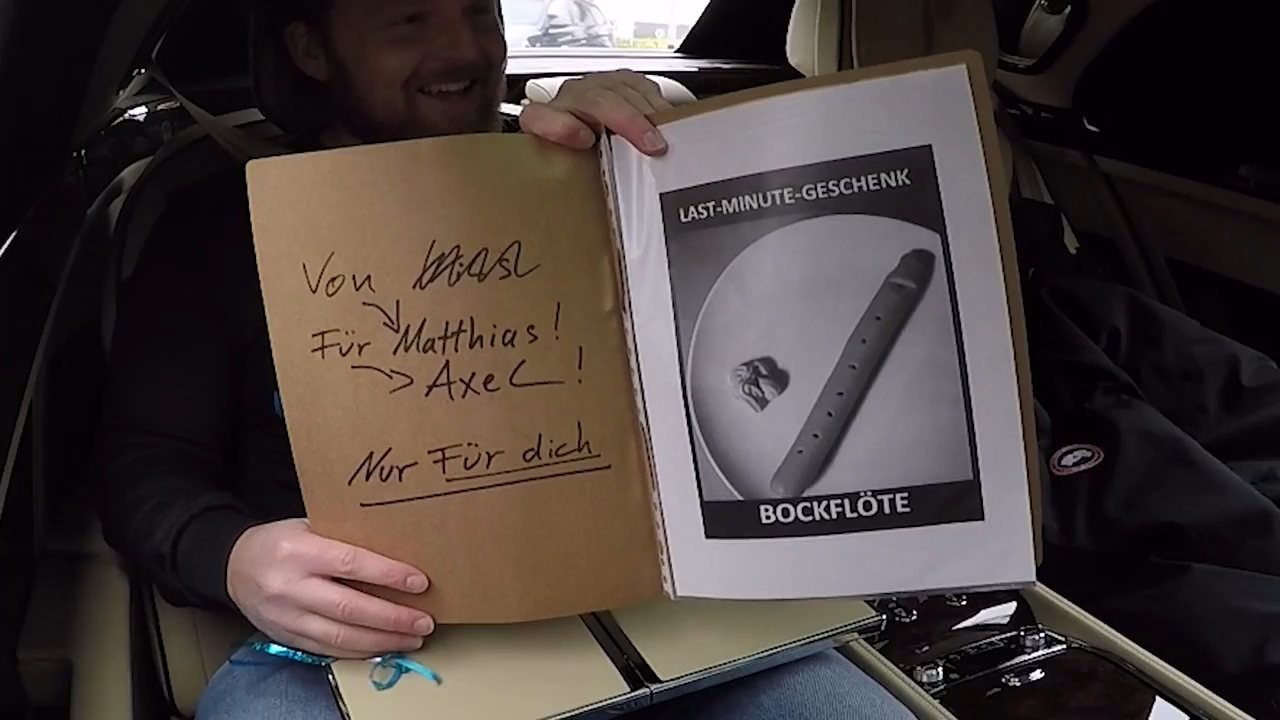 Von
Für Matthias!
Axel!
Nur Für dich
LAST-MINUTE-GESCHENK
BOCKFLÖTE